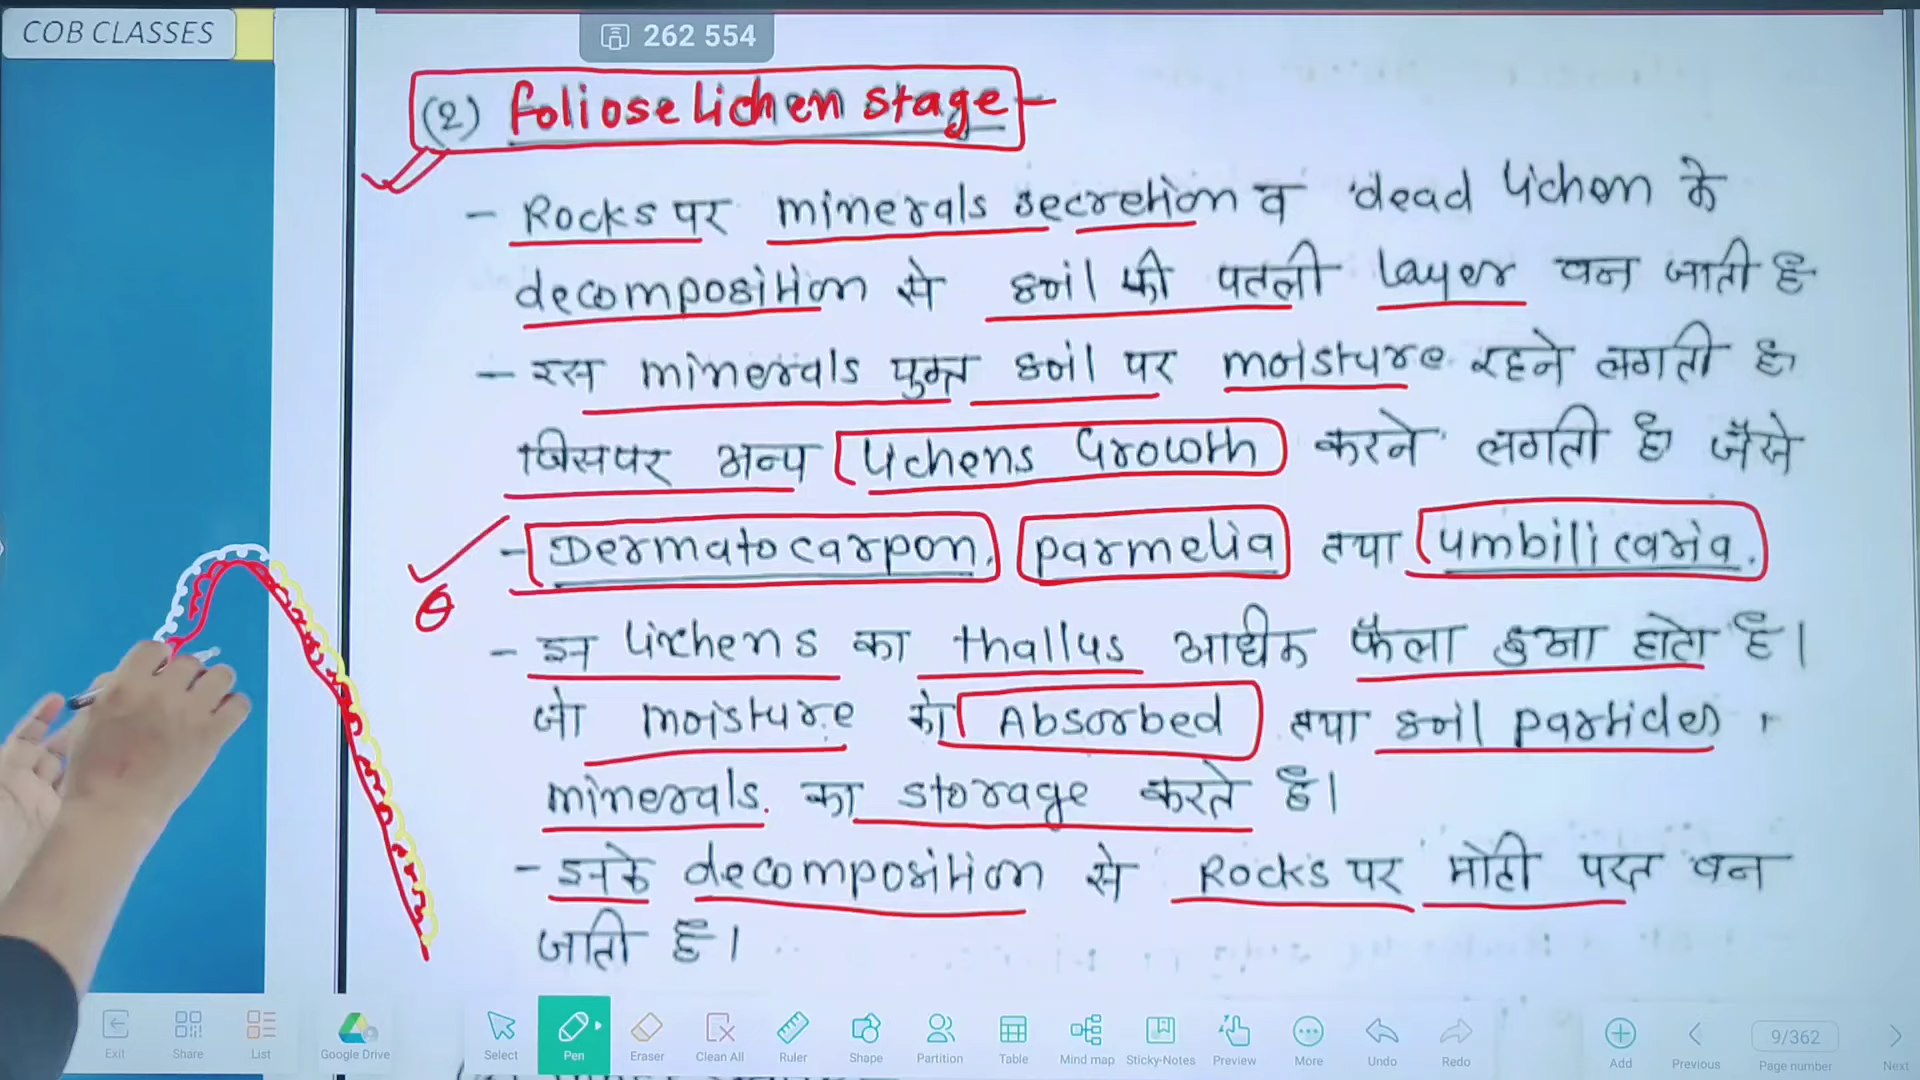 COB CLASSES
262 554
(2) Foliose lichen stage -
- Rocks पर minerals secretion व dead lichen के
decomposition से soil की पतली layer बन जाती है
- इस minerals युक्त soil पर moisture रहने लगती है
जिसपर अन्य lichens Growth करने लगती है जैसे
- Dermatocarpon, parmelia तथा umbilicaria.
- इन lichens का thallus अधिक फैला हुआ होता है।
जो moisture को Absorbed तथा soil particles
minerals. का storage करते है।
- इनके decomposition से Rocks पर मोटी परत बन
जाती है।
Exit Share List Google Drive Select Pen Eraser Clean All Ruler Shape Partition Table Mind map Sticky-Notes Preview More Undo Redo Add Previous 9/362 Page number Next